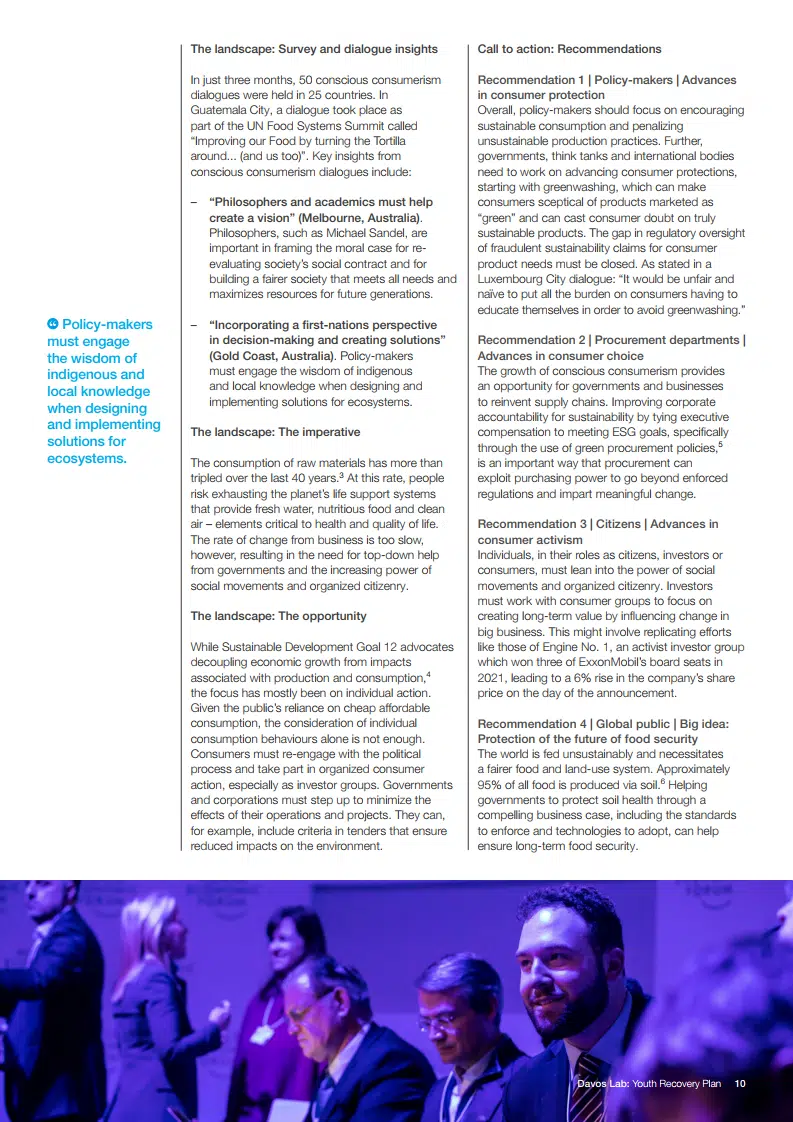 The landscape: Survey and dialogue insights
In just three months, 50 conscious consumerism
dialogues were held in 25 countries. In
Guatemala City, a dialogue took place as
part of the UN Food Systems Summit called
“Improving our Food by turning the Tortilla
around... (and us too)”. Key insights from
conscious consumerism dialogues include:
– “Philosophers and academics must help
create a vision” (Melbourne, Australia).
Philosophers, such as Michael Sandel, are
important in framing the moral case for re-
evaluating society’s social contract and for
building a fairer society that meets all needs and
maximizes resources for future generations.
– “Incorporating a first-nations perspective
in decision-making and creating solutions”
(Gold Coast, Australia). Policy-makers
must engage the wisdom of indigenous
and local knowledge when designing and
implementing solutions for ecosystems.
Policy-makers
must engage
the wisdom of
indigenous and
local knowledge
when designing
and implementing
solutions for
ecosystems.
The landscape: The imperative
The consumption of raw materials has more than
tripled over the last 40 years.3 At this rate, people
risk exhausting the planet’s life support systems
that provide fresh water, nutritious food and clean
air – elements critical to health and quality of life.
The rate of change from business is too slow,
however, resulting in the need for top-down help
from governments and the increasing power of
social movements and organized citizenry.
The landscape: The opportunity
While Sustainable Development Goal 12 advocates
decoupling economic growth from impacts
associated with production and consumption,4
the focus has mostly been on individual action.
Given the public’s reliance on cheap affordable
consumption, the consideration of individual
consumption behaviours alone is not enough.
Consumers must re-engage with the political
process and take part in organized consumer
action, especially as investor groups. Governments
and corporations must step up to minimize the
effects of their operations and projects. They can,
for example, include criteria in tenders that ensure
reduced impacts on the environment.
Call to action: Recommendations
Recommendation 1 | Policy-makers | Advances
in consumer protection
Overall, policy-makers should focus on encouraging
sustainable consumption and penalizing
unsustainable production practices. Further,
governments, think tanks and international bodies
need to work on advancing consumer protections,
starting with greenwashing, which can make
consumers sceptical of products marketed as
“green” and can cast consumer doubt on truly
sustainable products. The gap in regulatory oversight
of fraudulent sustainability claims for consumer
product needs must be closed. As stated in a
Luxembourg City dialogue: “It would be unfair and
naïve to put all the burden on consumers having to
educate themselves in order to avoid greenwashing.”
Recommendation 2 | Procurement departments |
Advances in consumer choice
The growth of conscious consumerism provides
an opportunity for governments and businesses
to reinvent supply chains. Improving corporate
accountability for sustainability by tying executive
compensation to meeting ESG goals, specifically
through the use of green procurement policies,5
is an important way that procurement can
exploit purchasing power to go beyond enforced
regulations and impart meaningful change.
Recommendation 3 | Citizens | Advances in
consumer activism
Individuals, in their roles as citizens, investors or
consumers, must lean into the power of social
movements and organized citizenry. Investors
must work with consumer groups to focus on
creating long-term value by influencing change in
big business. This might involve replicating efforts
like those of Engine No. 1, an activist investor group
which won three of ExxonMobil’s board seats in
2021, leading to a 6% rise in the company’s share
price on the day of the announcement.
Recommendation 4 | Global public | Big idea:
Protection of the future of food security
The world is fed unsustainably and necessitates
a fairer food and land-use system. Approximately
95% of all food is produced via soil.6 Helping
governments to protect soil health through a
compelling business case, including the standards
to enforce and technologies to adopt, can help
ensure long-term food security.
Davos Lab: Youth Recovery Plan 10